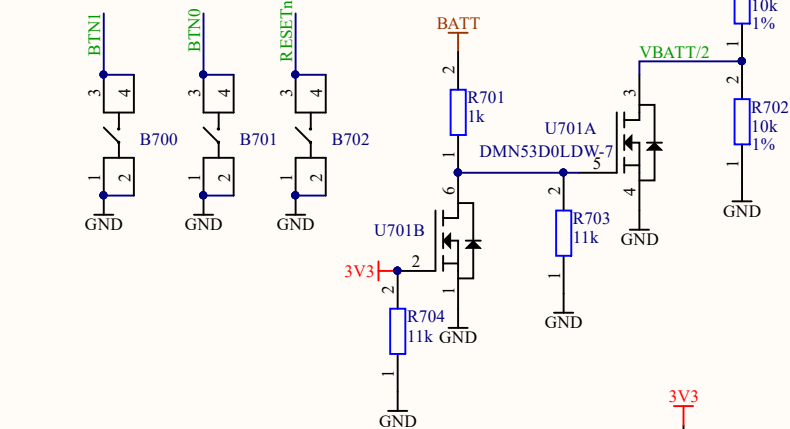 BTN1
BTN0
RESETn
3
4
3
4
3
4
B700
B701
B702
1
2
1
2
1
2
GND
GND
GND
BATT
2
R701
1k
1
U701A
DMN53D0LDW-7
5
3
4
GND
VBATT/2
10k
1%
1
2
R702
10k
1%
1
GND
6
U701B
3V3
2
1
GND
2
R703
11k
1
GND
2
R704
11k
1
GND
3V3